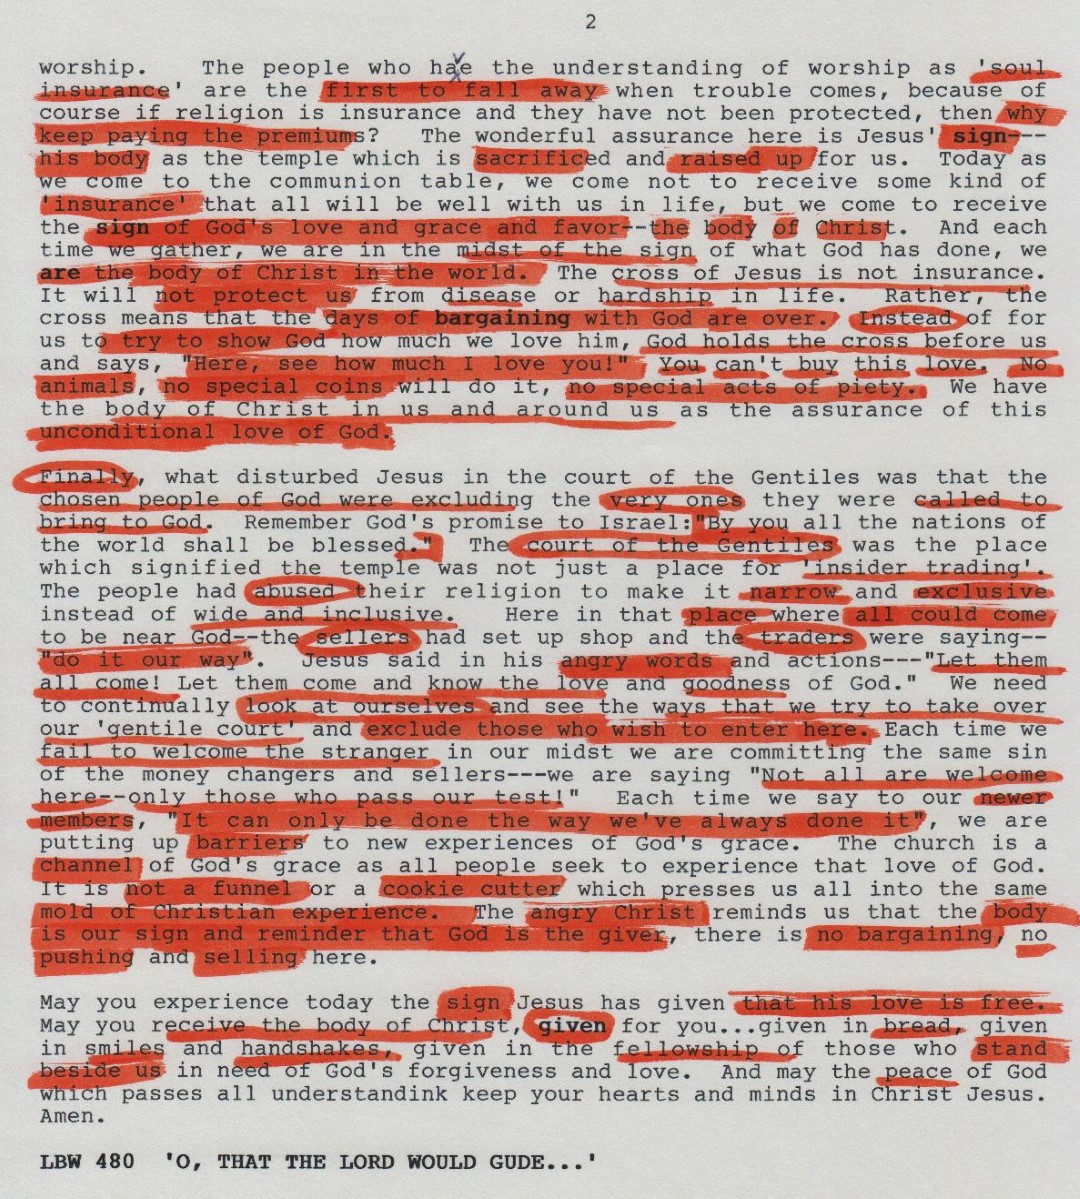 2
worship. The people who hae the understanding of worship as 'soul
insurance' are the first to fall away when trouble comes, because of
course if religion is insurance and they have not been protected, then why
keep paying the premiums? The wonderful assurance here is Jesus' sign---
his body as the temple which is sacrificed and raised up for us. Today as
we come to the communion table, we come not to receive some kind of
'insurance' that all will be well with us in life, but we come to receive
the sign of God's love and grace and favor--the body of Christ. And each
time we gather, we are in the midst of the sign of what God has done, we
are the body of Christ in the world. The cross of Jesus is not insurance.
It will not protect us from disease or hardship in life. Rather, the
cross means that the days of bargaining with God are over. Instead of for
us to try to show God how much we love him, God holds the cross before us
and says, "Here, see how much I love you!" You can't buy this love. No
animals, no special coins will do it, no special acts of piety. We have
the body of Christ in us and around us as the assurance of this
unconditional love of God.
Finally, what disturbed Jesus in the court of the Gentiles was that the
chosen people of God were excluding the very ones they were called to
bring to God. Remember God's promise to Israel:"By you all the nations of
the world shall be blessed." The court of the Gentiles was the place
which signified the temple was not just a place for 'insider trading'.
The people had abused their religion to make it narrow and exclusive
instead of wide and inclusive. Here in that place where all could come
to be near God--the sellers had set up shop and the traders were saying--
"do it our way". Jesus said in his angry words and actions---"Let them
all come! Let them come and know the love and goodness of God." We need
to continually look at ourselves and see the ways that we try to take over
our 'gentile court' and exclude those who wish to enter here. Each time we
fail to welcome the stranger in our midst we are committing the same sin
of the money changers and sellers---we are saying "Not all are welcome
here--only those who pass our test!" Each time we say to our newer
members, "It can only be done the way we've always done it", we are
putting up barriers to new experiences of God's grace. The church is a
channel of God's grace as all people seek to experience that love of God.
It is not a funnel or a cookie cutter which presses us all into the same
mold of Christian experience. The angry Christ reminds us that the body
is our sign and reminder that God is the giver, there is no bargaining, no
pushing and selling here.
May you experience today the sign Jesus has given that his love is free.
May you receive the body of Christ, given for you...given in bread, given
in smiles and handshakes, given in the fellowship of those who stand
beside us in need of God's forgiveness and love. And may the peace of God
which passes all understandink keep your hearts and minds in Christ Jesus.
Amen.
LBW 480 'O, THAT THE LORD WOULD GUDE...'